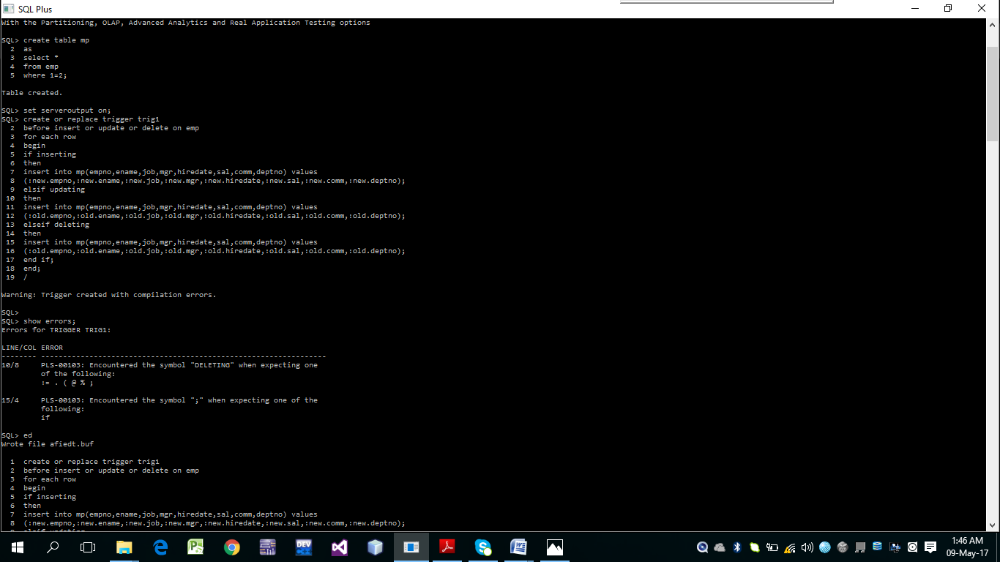 SQL Plus
With the Partitioning, OLAP, Advanced Analytics and Real Application Testing options
SQL> create table mp
2 as
3 select *
4 from emp
5 where 1=2;
Table created.
SQL> set serveroutput on;
SQL> create or replace trigger trig1
2 before insert or update or delete on emp
3 for each row
4 begin
5 if inserting
6 then
7 insert into mp(empno,ename,job,mgr,hiredate,sal,comm,deptno) values
8 (:new.empno,:new.ename,:new.job,:new.mgr,:new.hiredate,:new.sal,:new.comm,:new.deptno);
9 elsif updating
10 then
11 insert into mp(empno,ename,job,mgr,hiredate,sal,comm,deptno) values
12 (:old.empno,:old.ename,:old.job,:old.mgr,:old.hiredate,:old.sal,:old.comm,:old.deptno);
13 elseif deleting
14 then
15 insert into mp(empno,ename,job,mgr,hiredate,sal,comm,deptno) values
16 (:old.empno,:old.ename,:old.job,:old.mgr,:old.hiredate,:old.sal,:old.comm,:old.deptno);
17 end if;
18 end;
19 /
Warning: Trigger created with compilation errors.
SQL>
SQL> show errors;
Errors for TRIGGER TRIG1:
LINE/COL ERROR
-------- -----------------------------------------------------------------
10/8 PLS-00103: Encountered the symbol "DELETING" when expecting one
of the following:
:= . ( @ % ;
15/4 PLS-00103: Encountered the symbol ";" when expecting one of the
following:
if
SQL> ed
Wrote file afiedt.buf
1 create or replace trigger trig1
2 before insert or update or delete on emp
3 for each row
4 begin
5 if inserting
6 then
7 insert into mp(empno,ename,job,mgr,hiredate,sal,comm,deptno) values
8 (:new.empno,:new.ename,:new.job,:new.mgr,:new.hiredate,:new.sal,:new.comm,:new.deptno);
9 elsif updating
DEV
1:46 AM
09-May-17